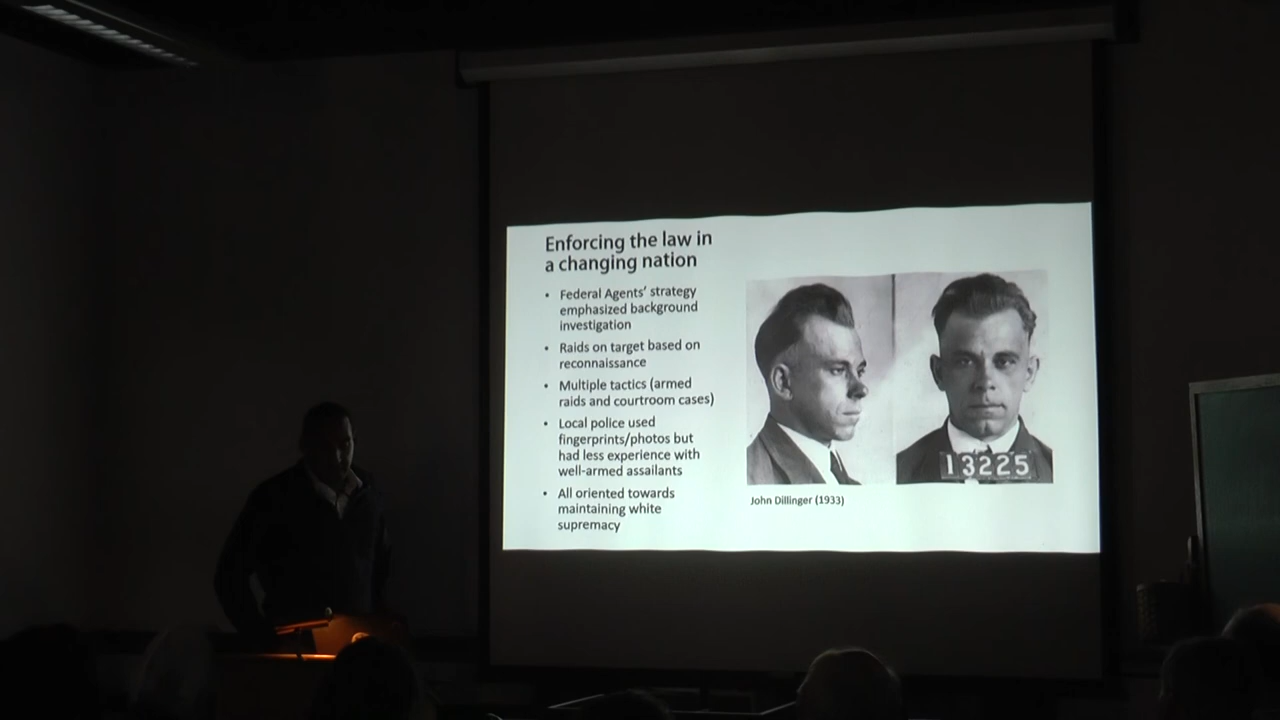 Enforcing the law in
a changing nation
• Federal Agents' strategy
emphasized background
investigation
• Raids on target based on
reconnaissance
• Multiple tactics (armed
raids and courtroom cases)
• Local police used
fingerprints/photos but
had less experience with
well-armed assailants
• All oriented towards
maintaining white
supremacy
13225
John Dillinger (1933)